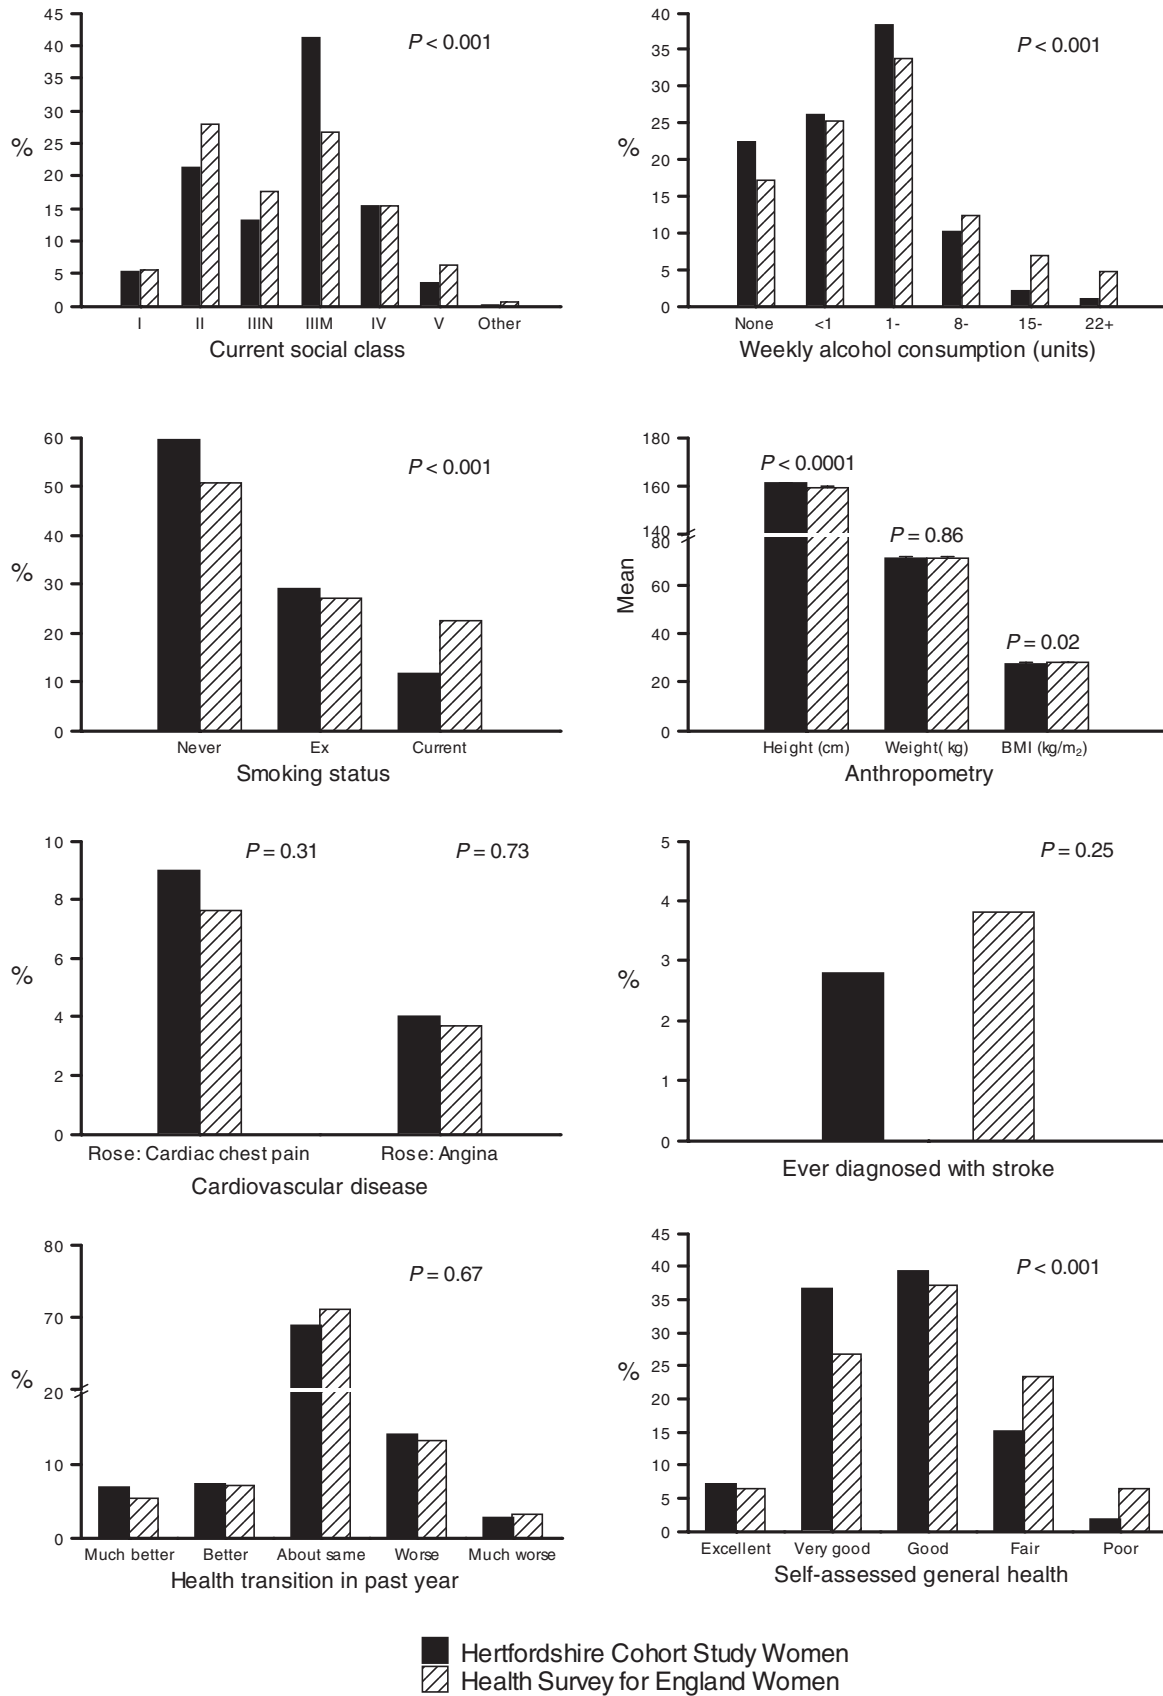 45
40
35
30
25
20
15
10
5
0
%
P < 0.001
I II IIIN IIIM IV V Other
Current social class
40
35
30
25
20
15
10
5
0
%
P < 0.001
None <1 1- 8- 15- 22+
Weekly alcohol consumption (units)
60
50
40
30
20
10
0
%
P < 0.001
Never Ex Current
Smoking status
180
160
140
80
60
40
20
0
Mean
P < 0.0001
P = 0.86
P = 0.02
Height (cm) Weight( kg) BMI (kg/m₂)
Anthropometry
10
8
6
4
2
0
%
P = 0.31 P = 0.73
Rose: Cardiac chest pain Rose: Angina
Cardiovascular disease
5
4
3
2
1
0
%
P = 0.25
Ever diagnosed with stroke
80
70
20
10
0
%
P = 0.67
Much better Better About same Worse Much worse
Health transition in past year
45
40
35
30
25
20
15
10
5
0
%
P < 0.001
Excellent Very good Good Fair Poor
Self-assessed general health
Hertfordshire Cohort Study Women
Health Survey for England Women